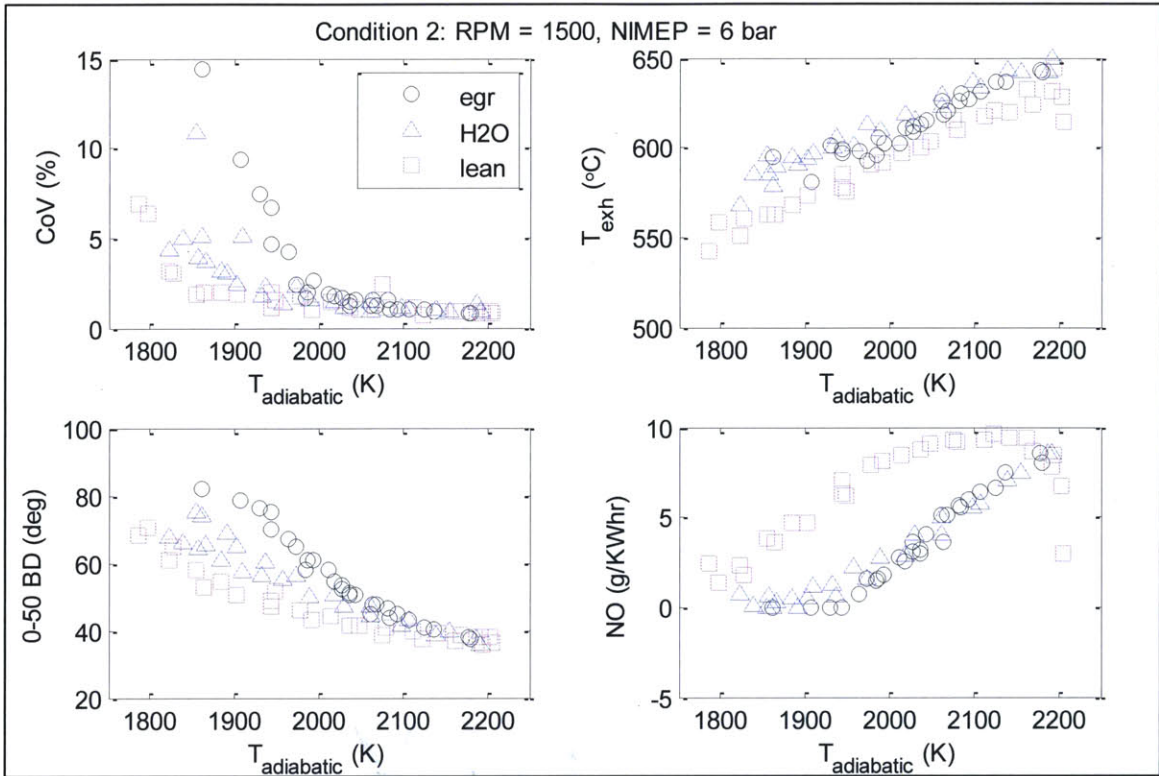 Condition 2: RPM = 1500, NIMEP = 6 bar
15
10
5
0
CoV (%)
egr
H2O
lean
1800 1900 2000 2100 2200
T_adiabatic (K)
650
600
550
500
T_exh (°C)
1800 1900 2000 2100 2200
T_adiabatic (K)
100
80
60
40
20
0-50 BD (deg)
1800 1900 2000 2100 2200
T_adiabatic (K)
10
5
0
-5
NO (g/KWhr)
1800 1900 2000 2100 2200
T_adiabatic (K)